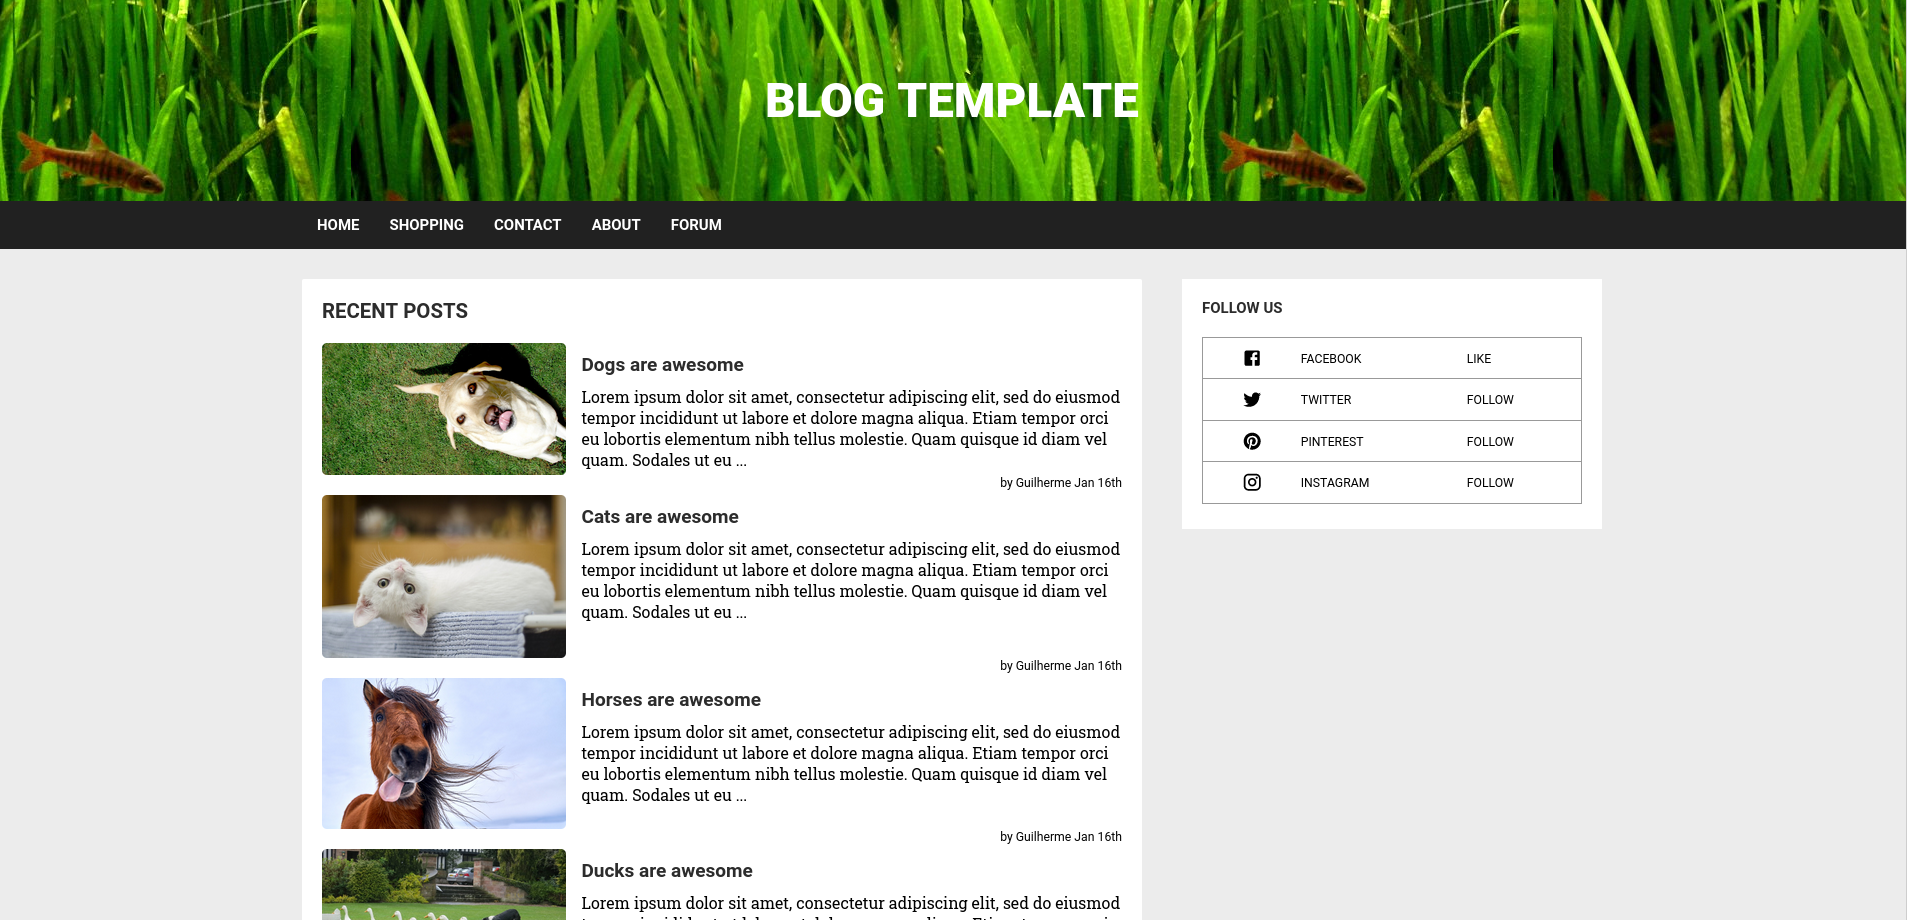 BLOG TEMPLATE
HOME SHOPPING CONTACT ABOUT FORUM
RECENT POSTS
Dogs are awesome
Lorem ipsum dolor sit amet, consectetur adipiscing elit, sed do eiusmod
tempor incididunt ut labore et dolore magna aliqua. Etiam tempor orci
eu lobortis elementum nibh tellus molestie. Quam quisque id diam vel
quam. Sodales ut eu ...
by Guilherme Jan 16th
Cats are awesome
Lorem ipsum dolor sit amet, consectetur adipiscing elit, sed do eiusmod
tempor incididunt ut labore et dolore magna aliqua. Etiam tempor orci
eu lobortis elementum nibh tellus molestie. Quam quisque id diam vel
quam. Sodales ut eu ...
by Guilherme Jan 16th
Horses are awesome
Lorem ipsum dolor sit amet, consectetur adipiscing elit, sed do eiusmod
tempor incididunt ut labore et dolore magna aliqua. Etiam tempor orci
eu lobortis elementum nibh tellus molestie. Quam quisque id diam vel
quam. Sodales ut eu ...
by Guilherme Jan 16th
Ducks are awesome
Lorem ipsum dolor sit amet, consectetur adipiscing elit, sed do eiusmod
FOLLOW US
FACEBOOK LIKE
TWITTER FOLLOW
PINTEREST FOLLOW
INSTAGRAM FOLLOW